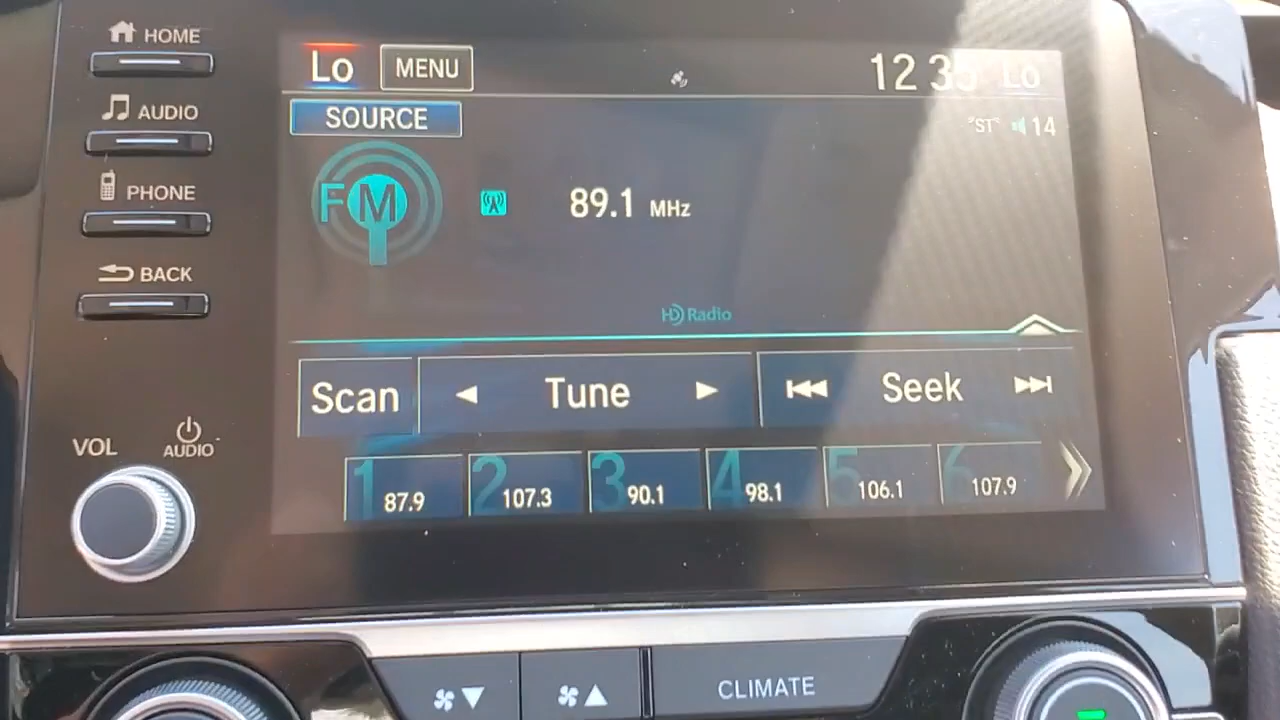 HOME
AUDIO
PHONE
BACK
VOL
AUDIO
Lo MENU 12 35 Lo
SOURCE
"ST" 14
FM
89.1 MHz
HD Radio
Scan Tune Seek
1 87.9
2 107.3
3 90.1
4 98.1
5 106.1
6 107.9
CLIMATE